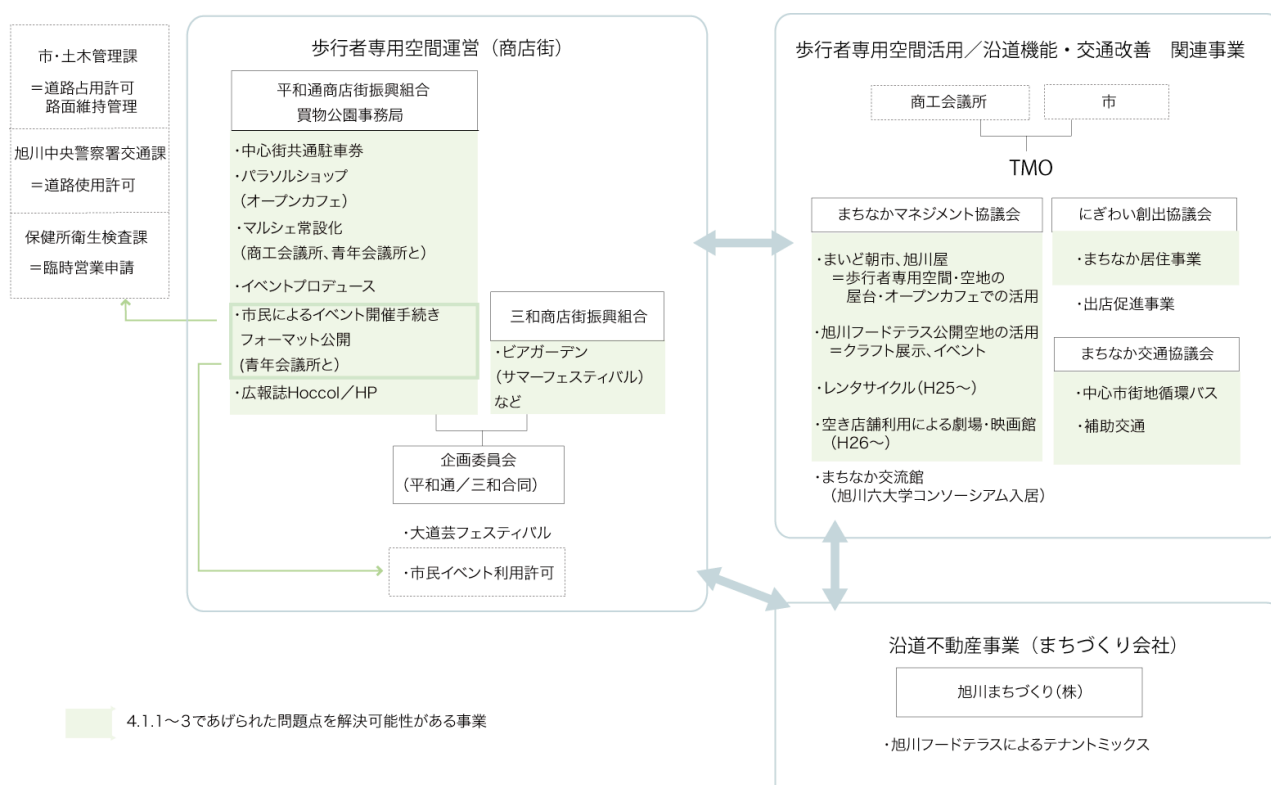 市・土木管理課
＝道路占用許可
路面維持管理
旭川中央警察署交通課
＝道路使用許可
保健所衛生検査課
＝臨時営業申請
歩行者専用空間運営（商店街）
平和通商店街振興組合
買物公園事務局
・中心街共通駐車券
・パラソルショップ
（オープンカフェ）
・マルシェ常設化
（商工会議所、青年会議所と）
・イベントプロデュース
・市民によるイベント開催手続き
フォーマット公開
(青年会議所と）
・広報誌Hoccol／HP
三和商店街振興組合
・ビアガーデン
（サマーフェスティバル）
など
企画委員会
（平和通／三和合同）
・大道芸フェスティバル
・市民イベント利用許可
歩行者専用空間活用／沿道機能・交通改善　関連事業
商工会議所
市
TMO
まちなかマネジメント協議会
・まいど朝市、旭川屋
＝歩行者専用空間・空地の
屋台・オープンカフェでの活用
・旭川フードテラス公開空地の活用
＝クラフト展示、イベント
・レンタサイクル（H25〜）
・空き店舗利用による劇場・映画館
（H26〜）
・まちなか交流館
（旭川六大学コンソーシアム入居）
にぎわい創出協議会
・まちなか居住事業
・出店促進事業
まちなか交通協議会
・中心市街地循環バス
・補助交通
沿道不動産事業（まちづくり会社）
旭川まちづくり（株）
・旭川フードテラスによるテナントミックス
4.1.1〜3であげられた問題点を解決可能性がある事業